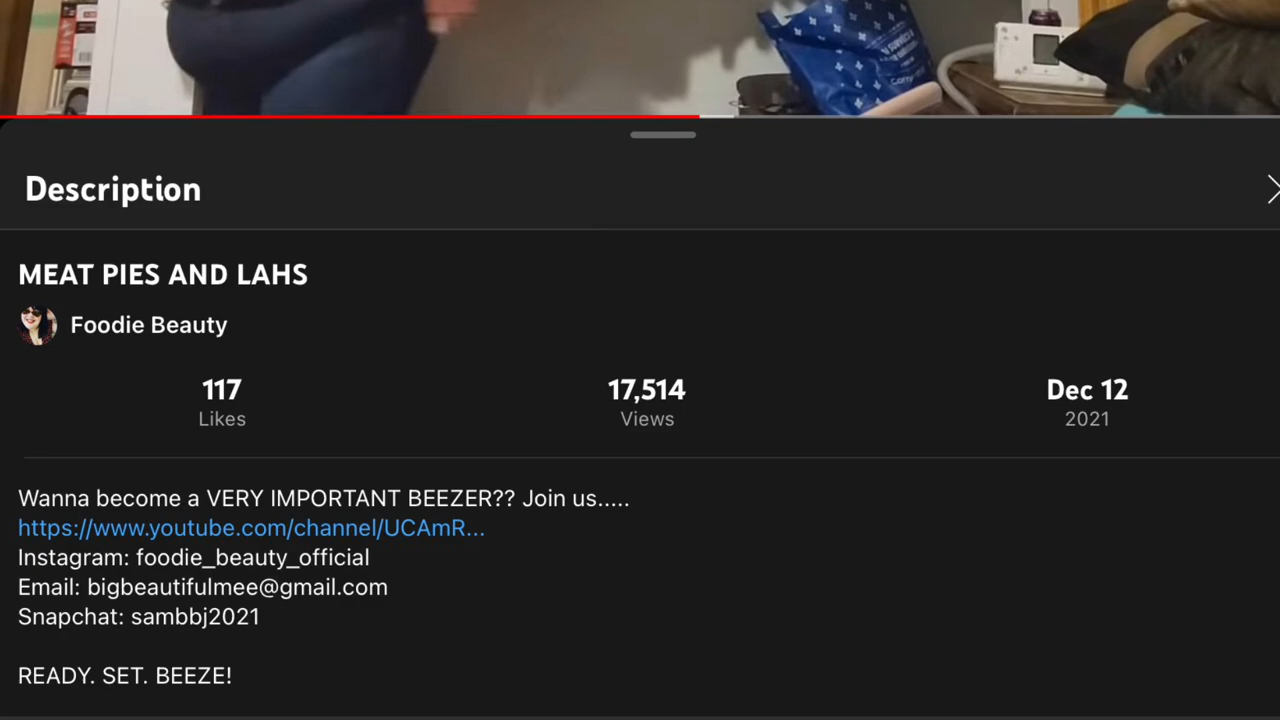 Description
MEAT PIES AND LAHS
Foodie Beauty
117
Likes
17,514
Views
Dec 12
2021
Wanna become a VERY IMPORTANT BEEZER?? Join us.....
https://www.youtube.com/channel/UCAmR...
Instagram: foodie_beauty_official
Email: bigbeautifulmee@gmail.com
Snapchat: sambbj2021
READY. SET. BEEZE!